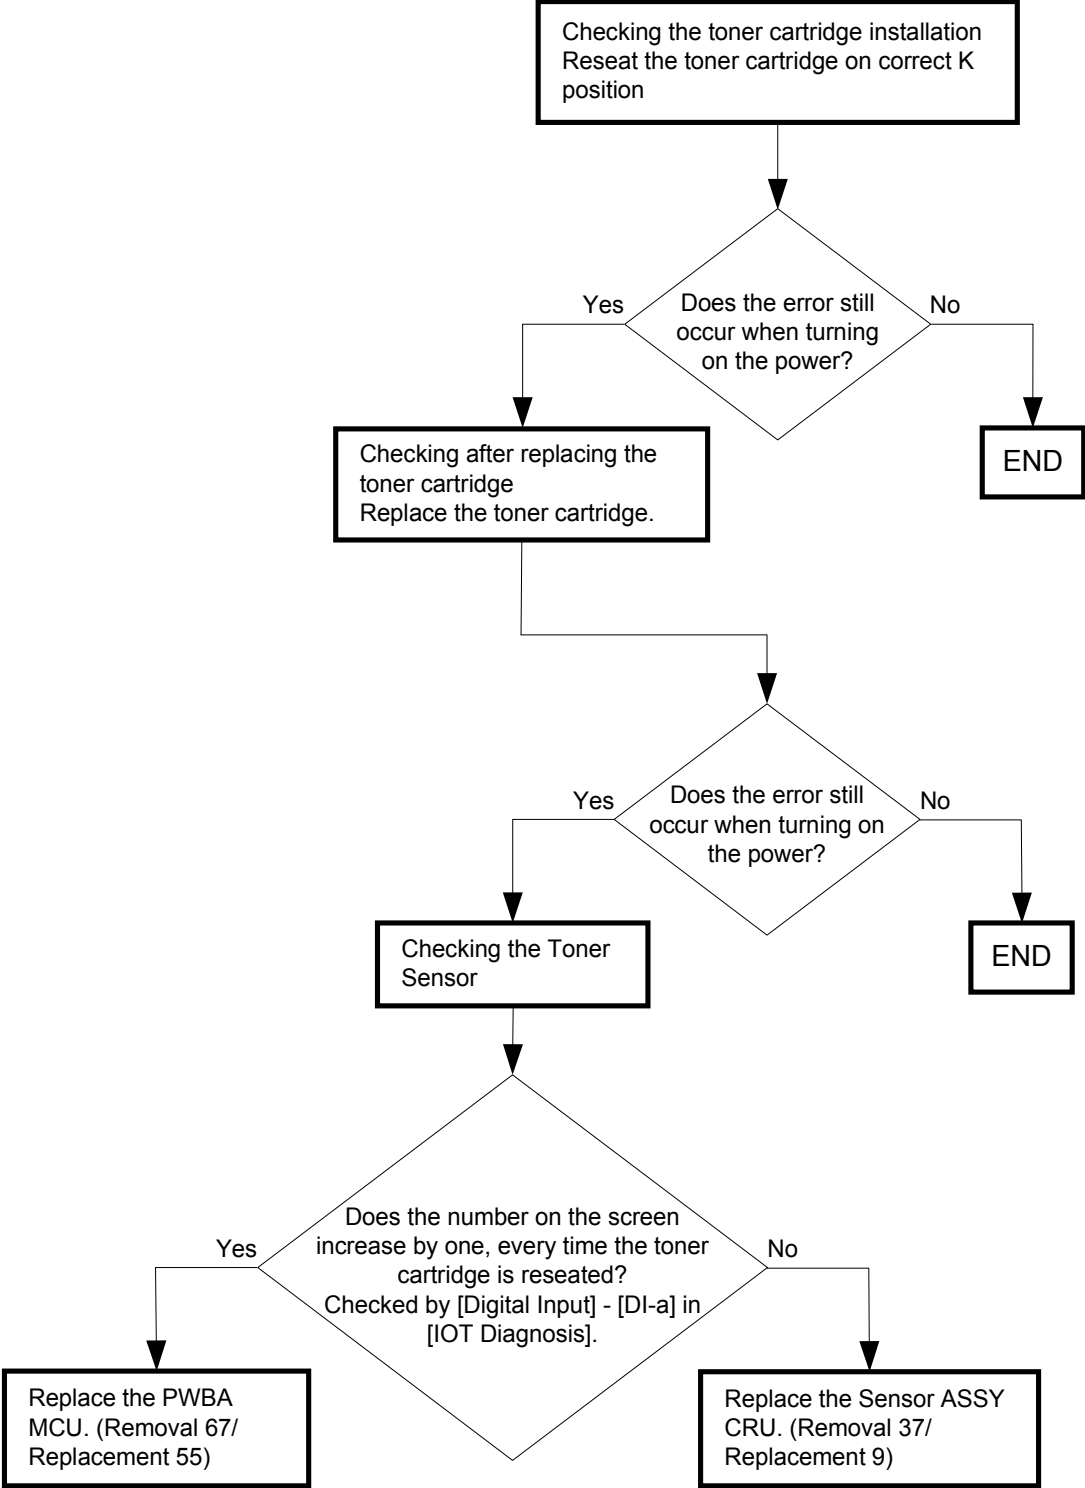 Checking the toner cartridge installation
Reseat the toner cartridge on correct K
position
Does the error still
occur when turning
on the power?
Yes
No
END
Checking after replacing the
toner cartridge
Replace the toner cartridge.
Does the error still
occur when turning on
the power?
Yes
No
END
Checking the Toner
Sensor
Does the number on the screen
increase by one, every time the toner
cartridge is reseated?
Checked by [Digital Input] - [DI-a] in
[IOT Diagnosis].
Yes
No
Replace the PWBA
MCU. (Removal 67/
Replacement 55)
Replace the Sensor ASSY
CRU. (Removal 37/
Replacement 9)